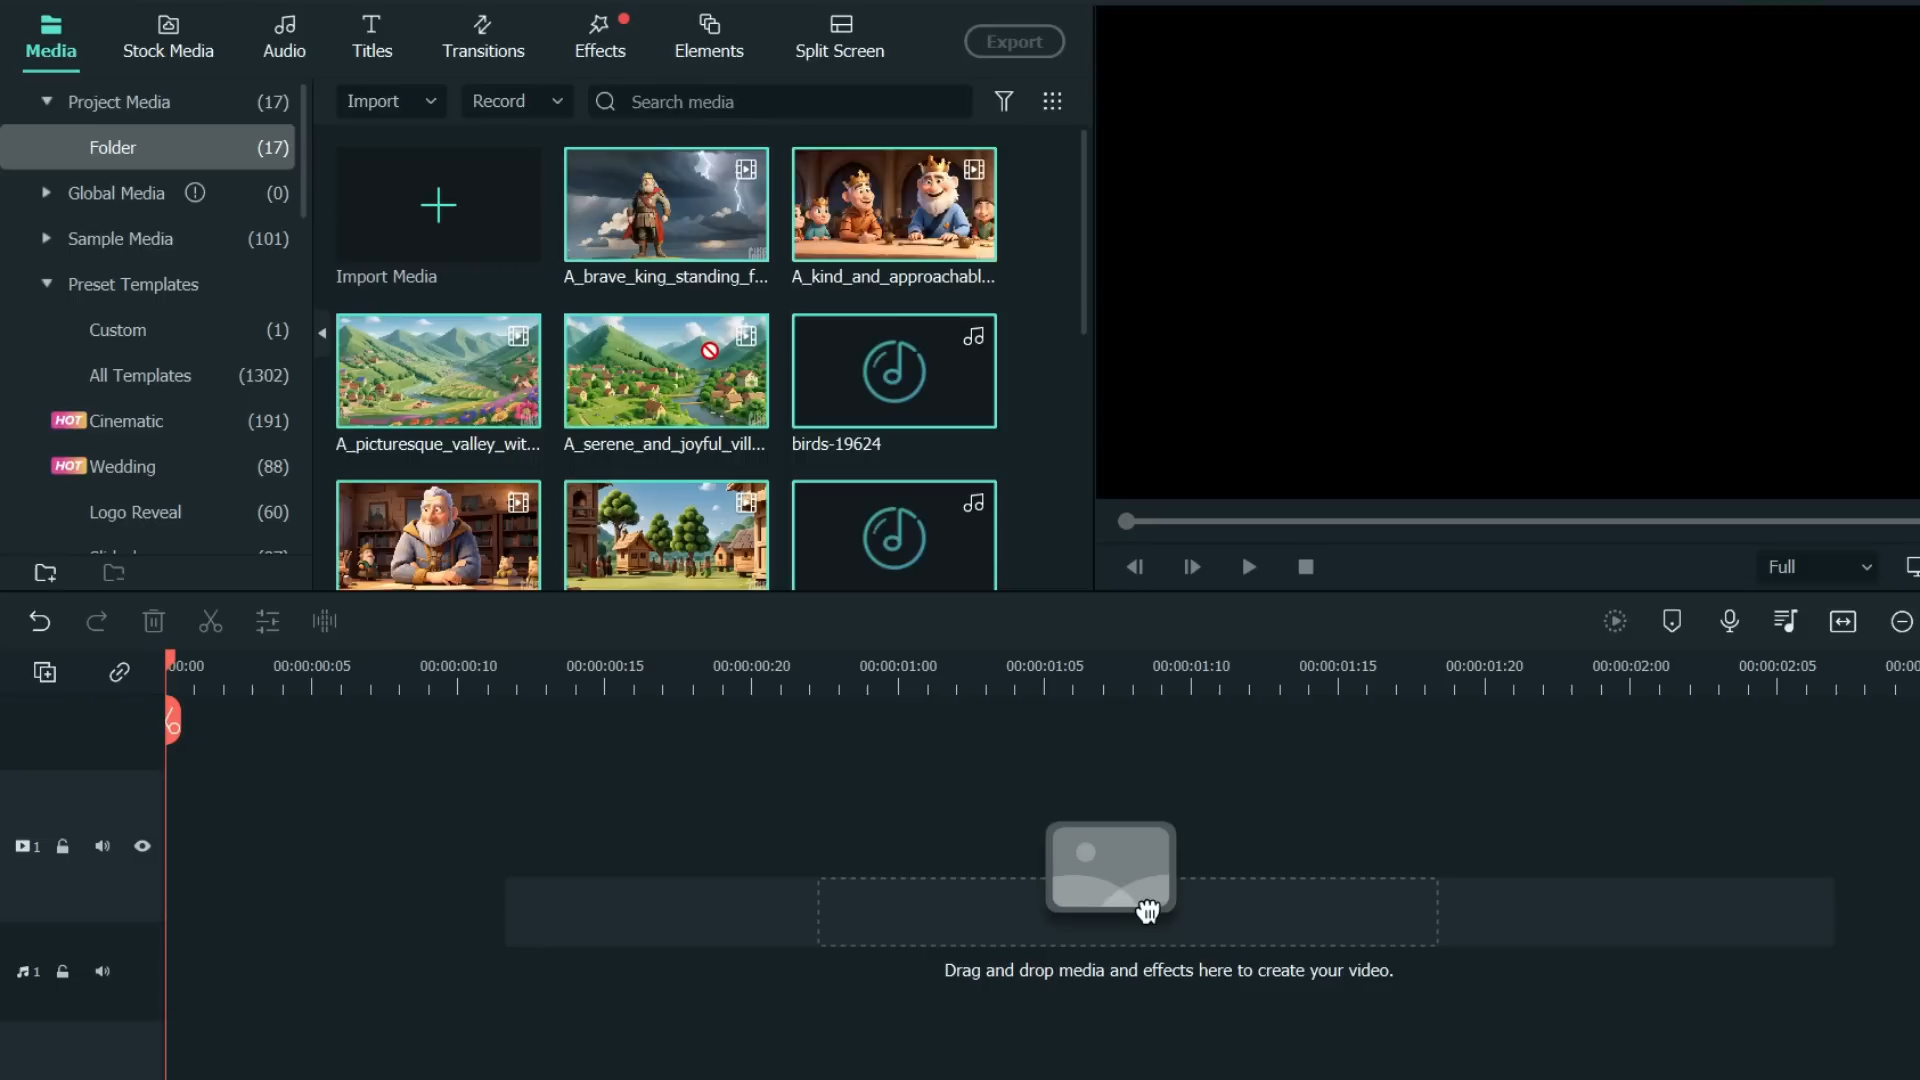 Media
Stock Media
Audio
Titles
Transitions
Effects
Elements
Split Screen
Export
Project Media (17)
Folder (17)
Global Media (0)
Sample Media (101)
Preset Templates
Custom (1)
All Templates (1302)
HOT Cinematic (191)
HOT Wedding (88)
Logo Reveal (60)
Import
Record
Search media
Import Media
A_brave_king_standing_f...
A_kind_and_approachabl...
A_picturesque_valley_wit...
A_serene_and_joyful_vill...
birds-19624
Full
00:00
00:00:00:05
00:00:00:10
00:00:00:15
00:00:00:20
00:00:01:00
00:00:01:05
00:00:01:10
00:00:01:15
00:00:01:20
00:00:02:00
00:00:02:05
00:00
1
1
Drag and drop media and effects here to create your video.